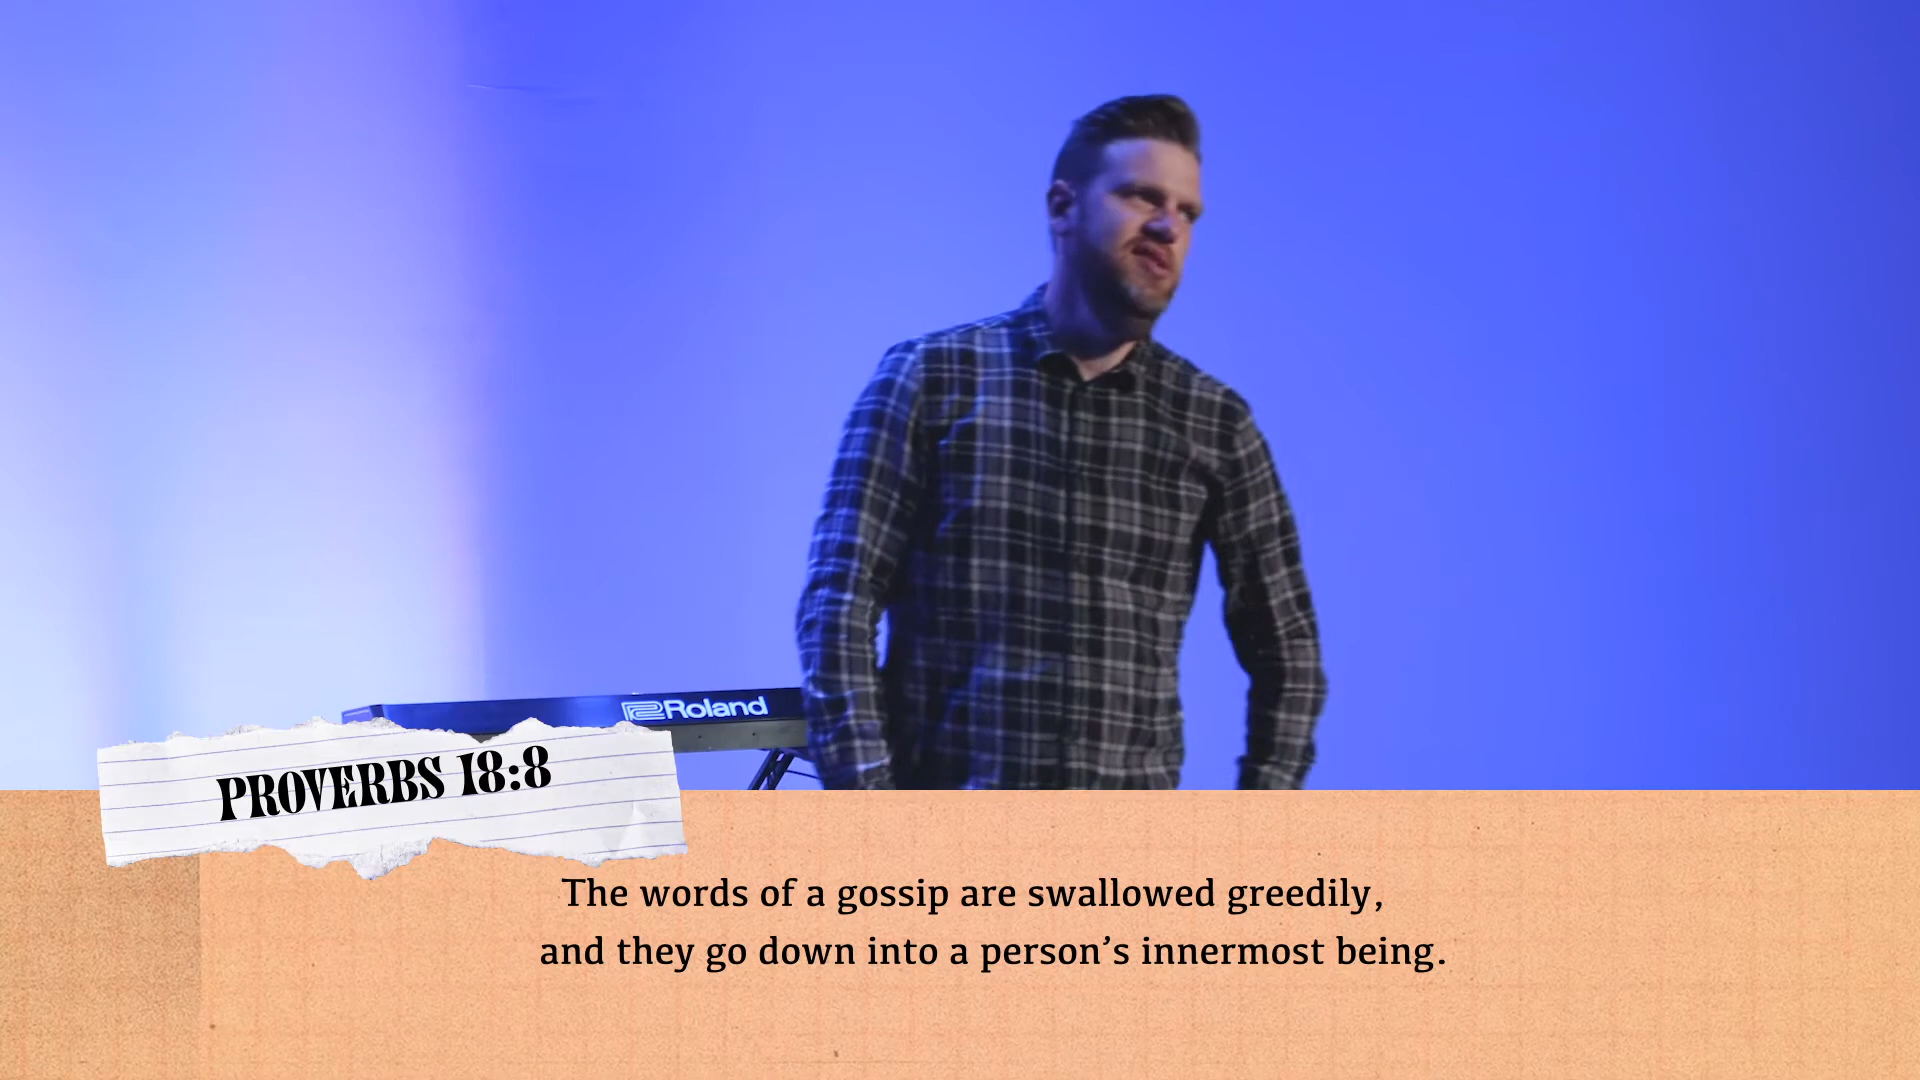 Roland
PROVERBS 18:8
The words of a gossip are swallowed greedily,
and they go down into a person’s innermost being.